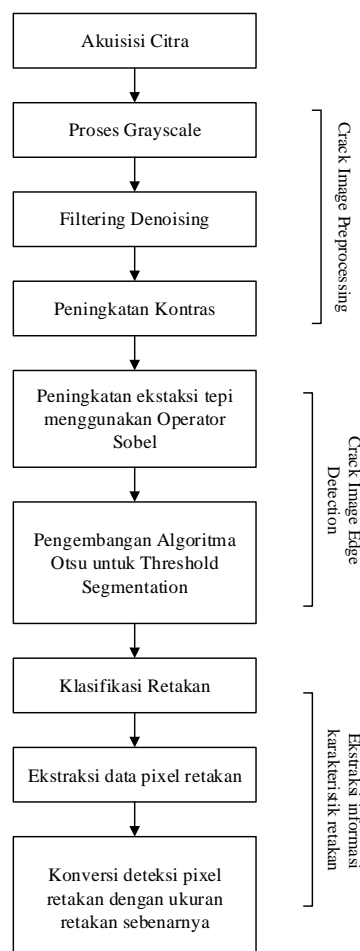 Akuisisi Citra
Proses Grayscale
Filtering Denoising
Peningkatan Kontras
Crack Image Preprocessing
Peningkatan ekstaksi tepi
menggunakan Operator
Sobel
Pengembangan Algoritma
Otsu untuk Threshold
Segmentation
Crack Image Edge
Detection
Klasifikasi Retakan
Ekstraksi data pixel retakan
Konversi deteksi pixel
retakan dengan ukuran
retakan sebenarnya
Ekstraksi informasi
karakteristik retakan